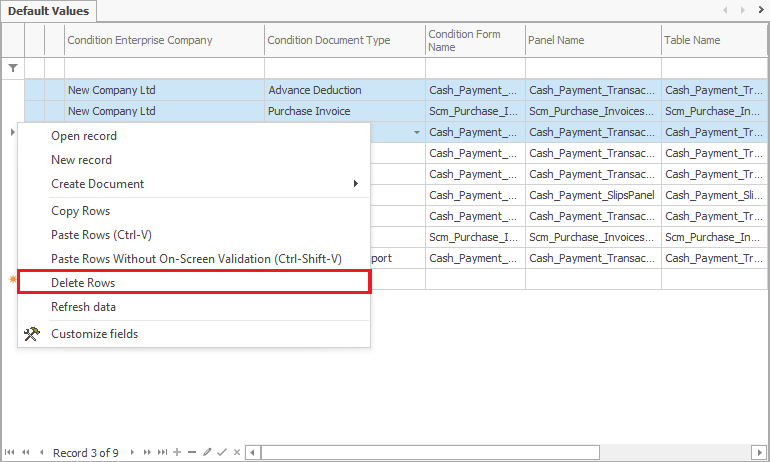 Default Values
Condition Enterprise Company Condition Document Type Condition Form Name Panel Name Table Name
New Company Ltd Advance Deduction Cash_Payment_... Cash_Payment_Transac... Cash_Payment_Tr...
New Company Ltd Purchase Invoice Scm_Purchase_I... Scm_Purchase_Invoices... Scm_Purchase_In...
Cash_Payment_... Cash_Payment_Transac... Cash_Payment_Tr...
Open record
Cash_Payment_... Cash_Payment_Transac... Cash_Payment_Tr...
New record
Cash_Payment_... Cash_Payment_Transac... Cash_Payment_Tr...
Create Document
Cash_Payment_... Cash_Payment_SlipsPanel Cash_Payment_Sli...
Copy Rows
Cash_Payment_... Cash_Payment_Transac... Cash_Payment_Tr...
Paste Rows (Ctrl-V)
Scm_Purchase_I... Scm_Purchase_Invoices... Scm_Purchase_In...
Paste Rows Without On-Screen Validation (Ctrl-Shift-V)
port Cash_Payment_... Cash_Payment_Transac... Cash_Payment_Tr...
Delete Rows
Refresh data
Customize fields
Record 3 of 9